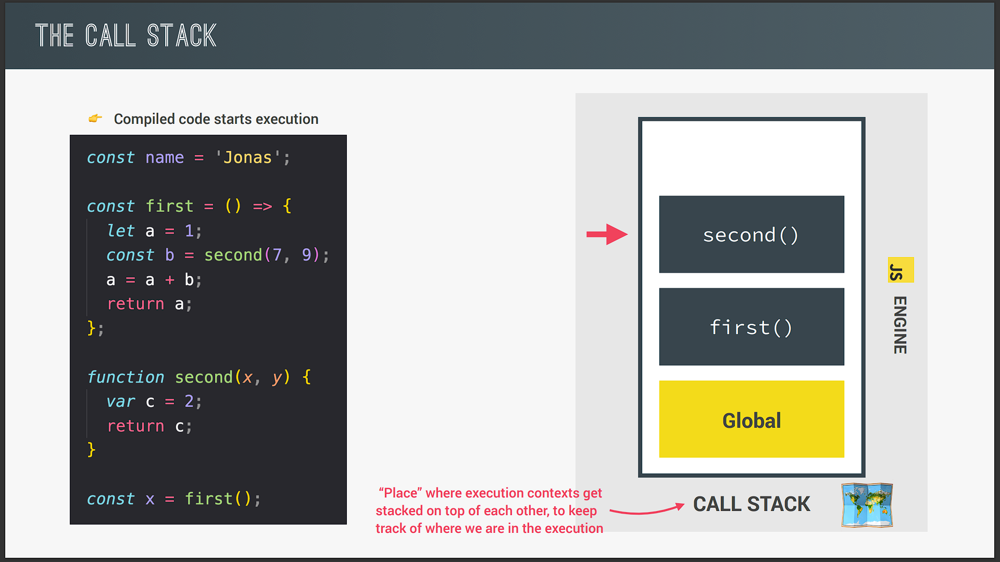 THE CALL STACK
👉 Compiled code starts execution
const name = 'Jonas';
const first = () => {
  let a = 1;
  const b = second(7, 9);
  a = a + b;
  return a;
};
function second(x, y) {
  var c = 2;
  return c;
}
const x = first();
second()
first()
Global
JS ENGINE
“Place” where execution contexts get
stacked on top of each other, to keep
track of where we are in the execution
CALL STACK